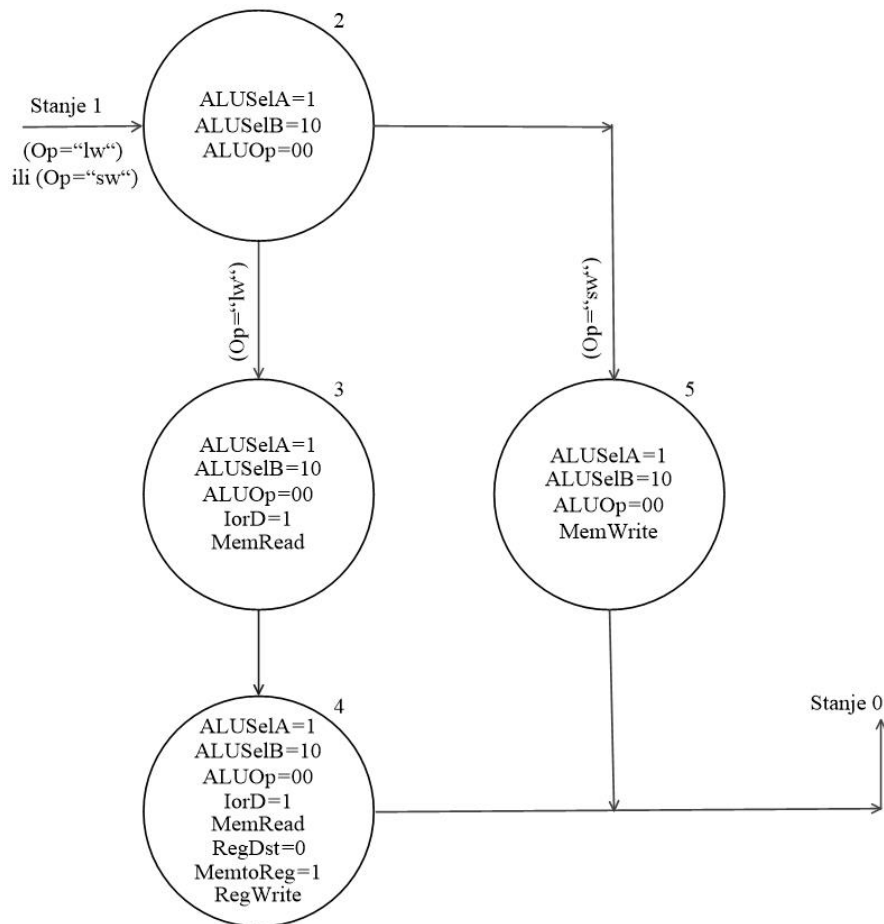 2
Stanje 1
(Op=“lw“)
ili (Op=“sw“)
ALUSelA=1
ALUSelB=10
ALUOp=00
(Op=“lw“)
(Op=“sw“)
3
ALUSelA=1
ALUSelB=10
ALUOp=00
IorD=1
MemRead
5
ALUSelA=1
ALUSelB=10
ALUOp=00
MemWrite
4
ALUSelA=1
ALUSelB=10
ALUOp=00
IorD=1
MemRead
RegDst=0
MemtoReg=1
RegWrite
Stanje 0